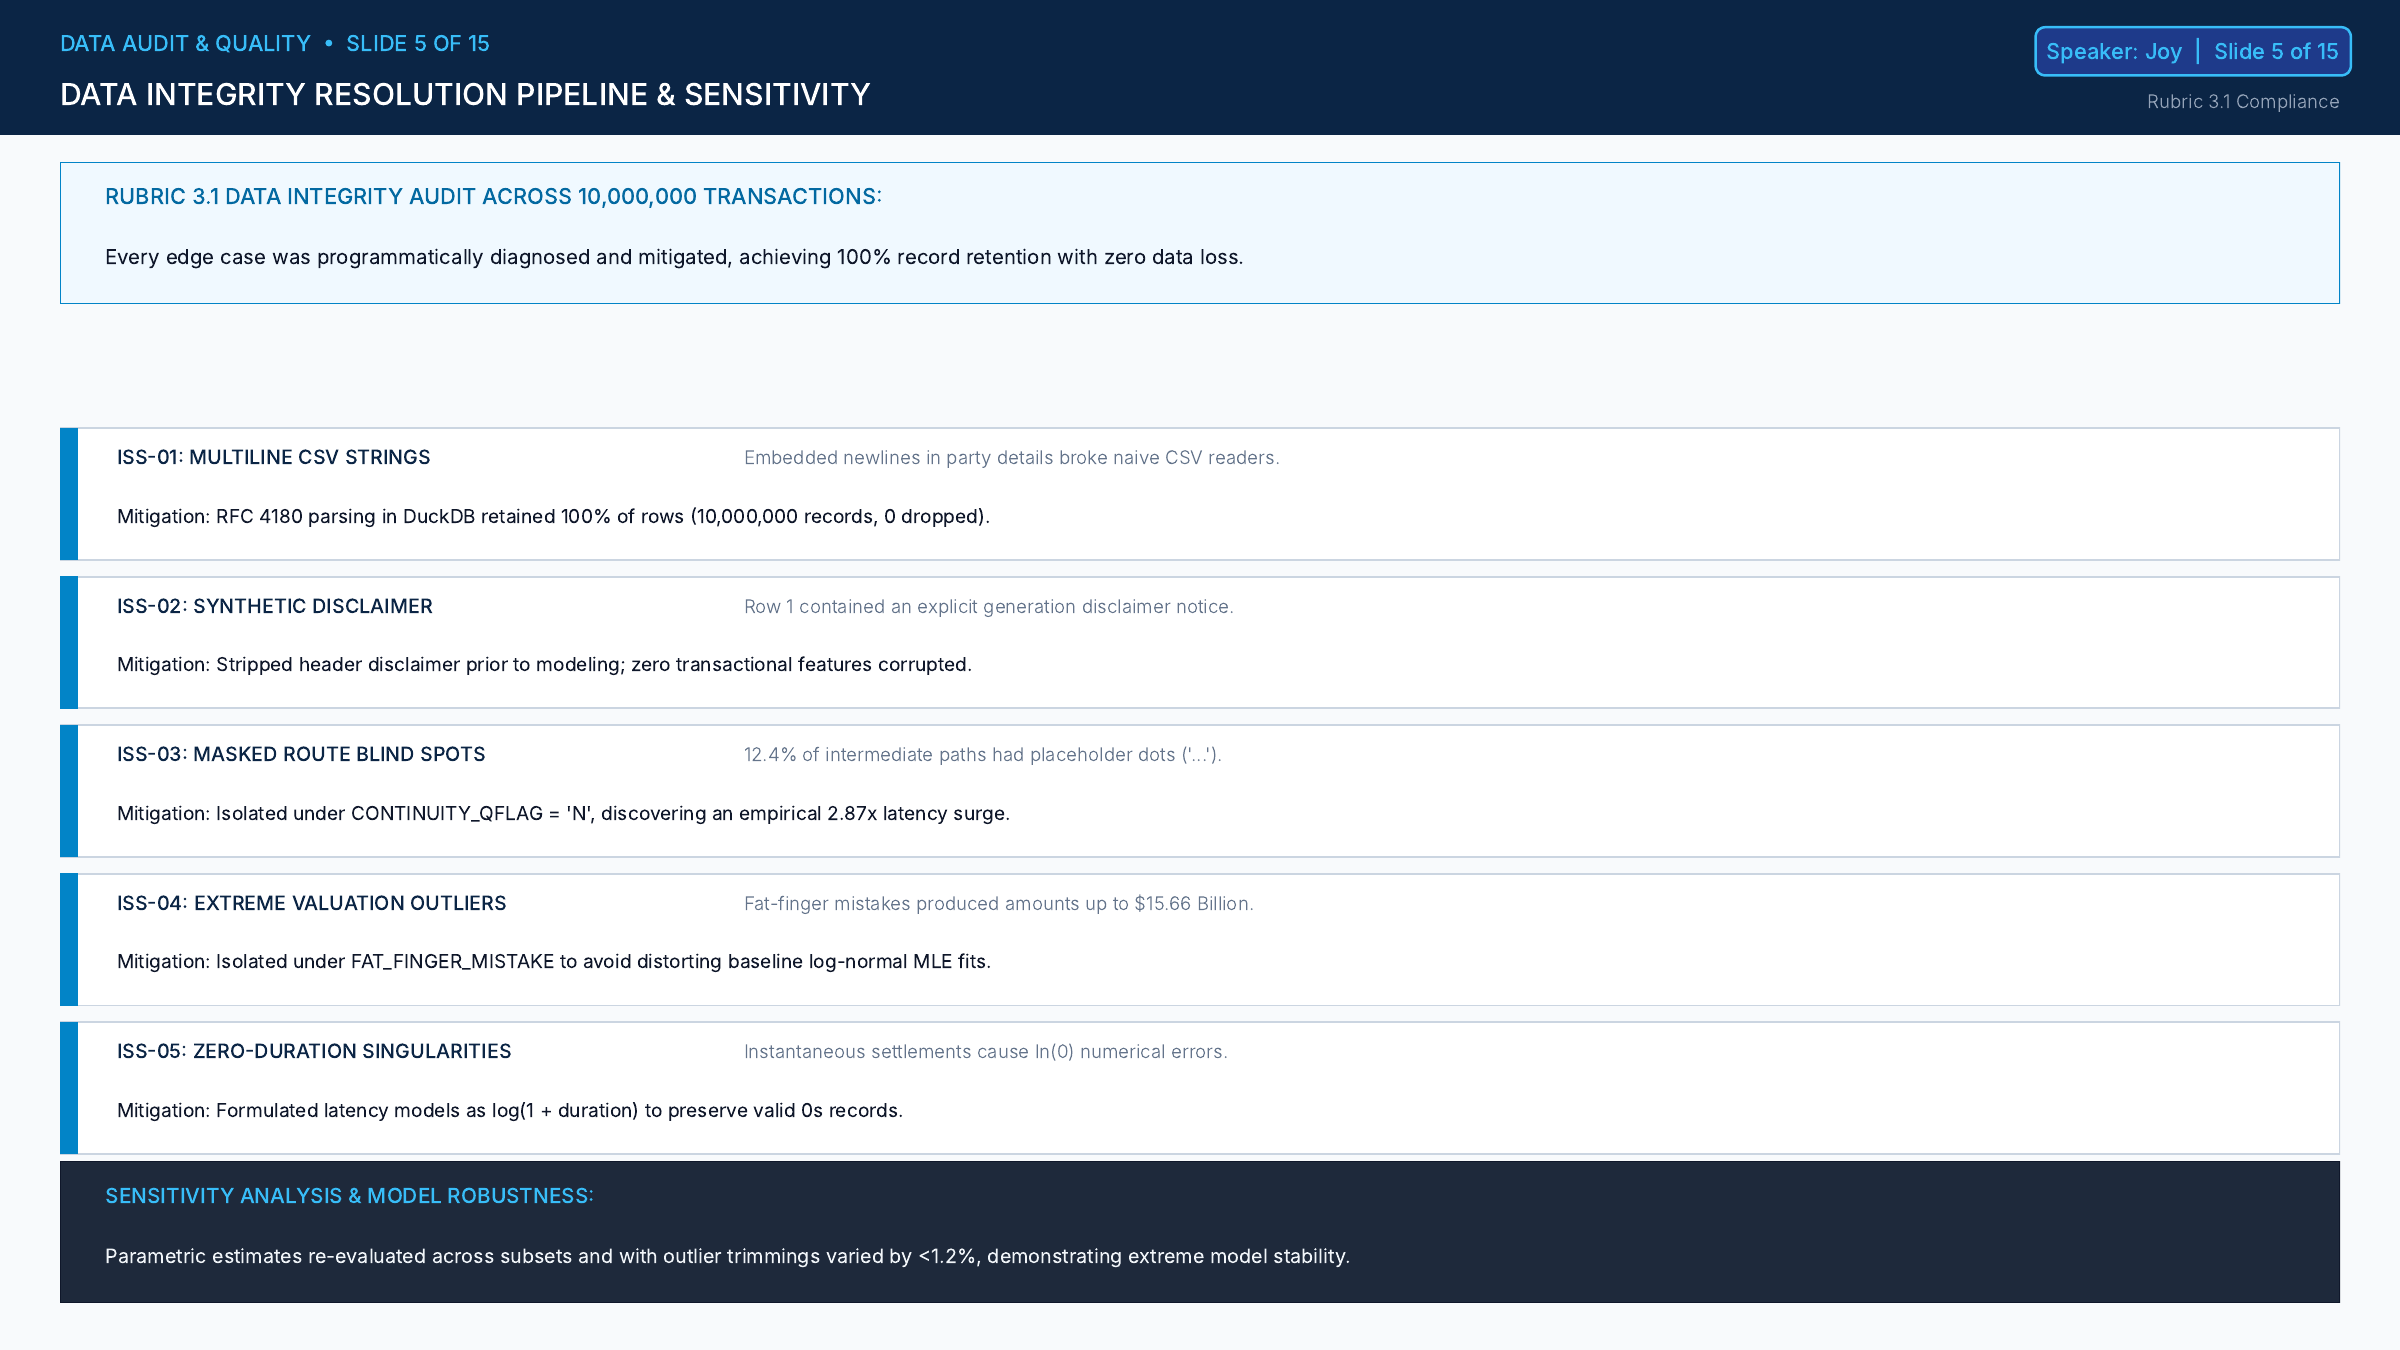 DATA AUDIT & QUALITY • SLIDE 5 OF 15
DATA INTEGRITY RESOLUTION PIPELINE & SENSITIVITY
Speaker: Joy | Slide 5 of 15
Rubric 3.1 Compliance
RUBRIC 3.1 DATA INTEGRITY AUDIT ACROSS 10,000,000 TRANSACTIONS:
Every edge case was programmatically diagnosed and mitigated, achieving 100% record retention with zero data loss.
ISS-01: MULTILINE CSV STRINGS
Embedded newlines in party details broke naive CSV readers.
Mitigation: RFC 4180 parsing in DuckDB retained 100% of rows (10,000,000 records, 0 dropped).
ISS-02: SYNTHETIC DISCLAIMER
Row 1 contained an explicit generation disclaimer notice.
Mitigation: Stripped header disclaimer prior to modeling; zero transactional features corrupted.
ISS-03: MASKED ROUTE BLIND SPOTS
12.4% of intermediate paths had placeholder dots ('...').
Mitigation: Isolated under CONTINUITY_QFLAG = 'N', discovering an empirical 2.87x latency surge.
ISS-04: EXTREME VALUATION OUTLIERS
Fat-finger mistakes produced amounts up to $15.66 Billion.
Mitigation: Isolated under FAT_FINGER_MISTAKE to avoid distorting baseline log-normal MLE fits.
ISS-05: ZERO-DURATION SINGULARITIES
Instantaneous settlements cause ln(0) numerical errors.
Mitigation: Formulated latency models as log(1 + duration) to preserve valid 0s records.
SENSITIVITY ANALYSIS & MODEL ROBUSTNESS:
Parametric estimates re-evaluated across subsets and with outlier trimmings varied by <1.2%, demonstrating extreme model stability.